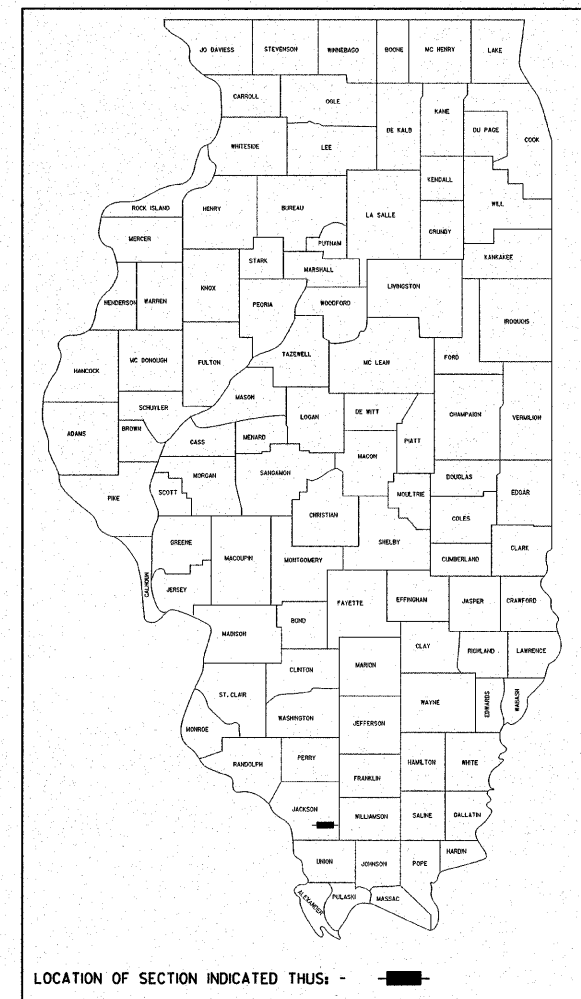 JO DAVIESS STEVENSON WINNEBAGO BOONE MC HENRY LAKE
CARROLL OGLE DE KALB KANE DU PAGE COOK
WHITESIDE LEE
KENDALL WILL
ROCK ISLAND HENRY BUREAU LA SALLE GRUNDY
MERCER PUTNAM KANKAKEE
STARK MARSHALL
HENDERSON WARREN KNOX PEORIA WOODFORD LIVINGSTON IROQUOIS
HANCOCK MC DONOUGH FULTON TAZEWELL MC LEAN FORD
SCHUYLER MASON LOGAN DE WITT CHAMPAION VERMILION
ADAMS BROWN CASS MENARD MACON PIATT
PIKE SCOTT MORGAN SANGAMON MOULTRIE DOUGLAS EDGAR
CHRISTIAN COLES
GREENE MACOUPIN MONTGOMERY SHELBY CUMBERLAND CLARK
CALHOUN JERSEY FAYETTE EFFINGHAM JASPER CRAWFORD
MADISON BOND
CLAY RICHLAND LAWRENCE
CLINTON MARION
ST. CLAIR WAYNE EDWARDS WABASH
MONROE WASHINGTON JEFFERSON
RANDOLPH PERRY HAMILTON WHITE
FRANKLIN
JACKSON WILLIAMSON SALINE DALLATIN
UNION JOHNSON POPE HARDIN
ALEXANDER PULASKI MASSAC
LOCATION OF SECTION INDICATED THUS: -